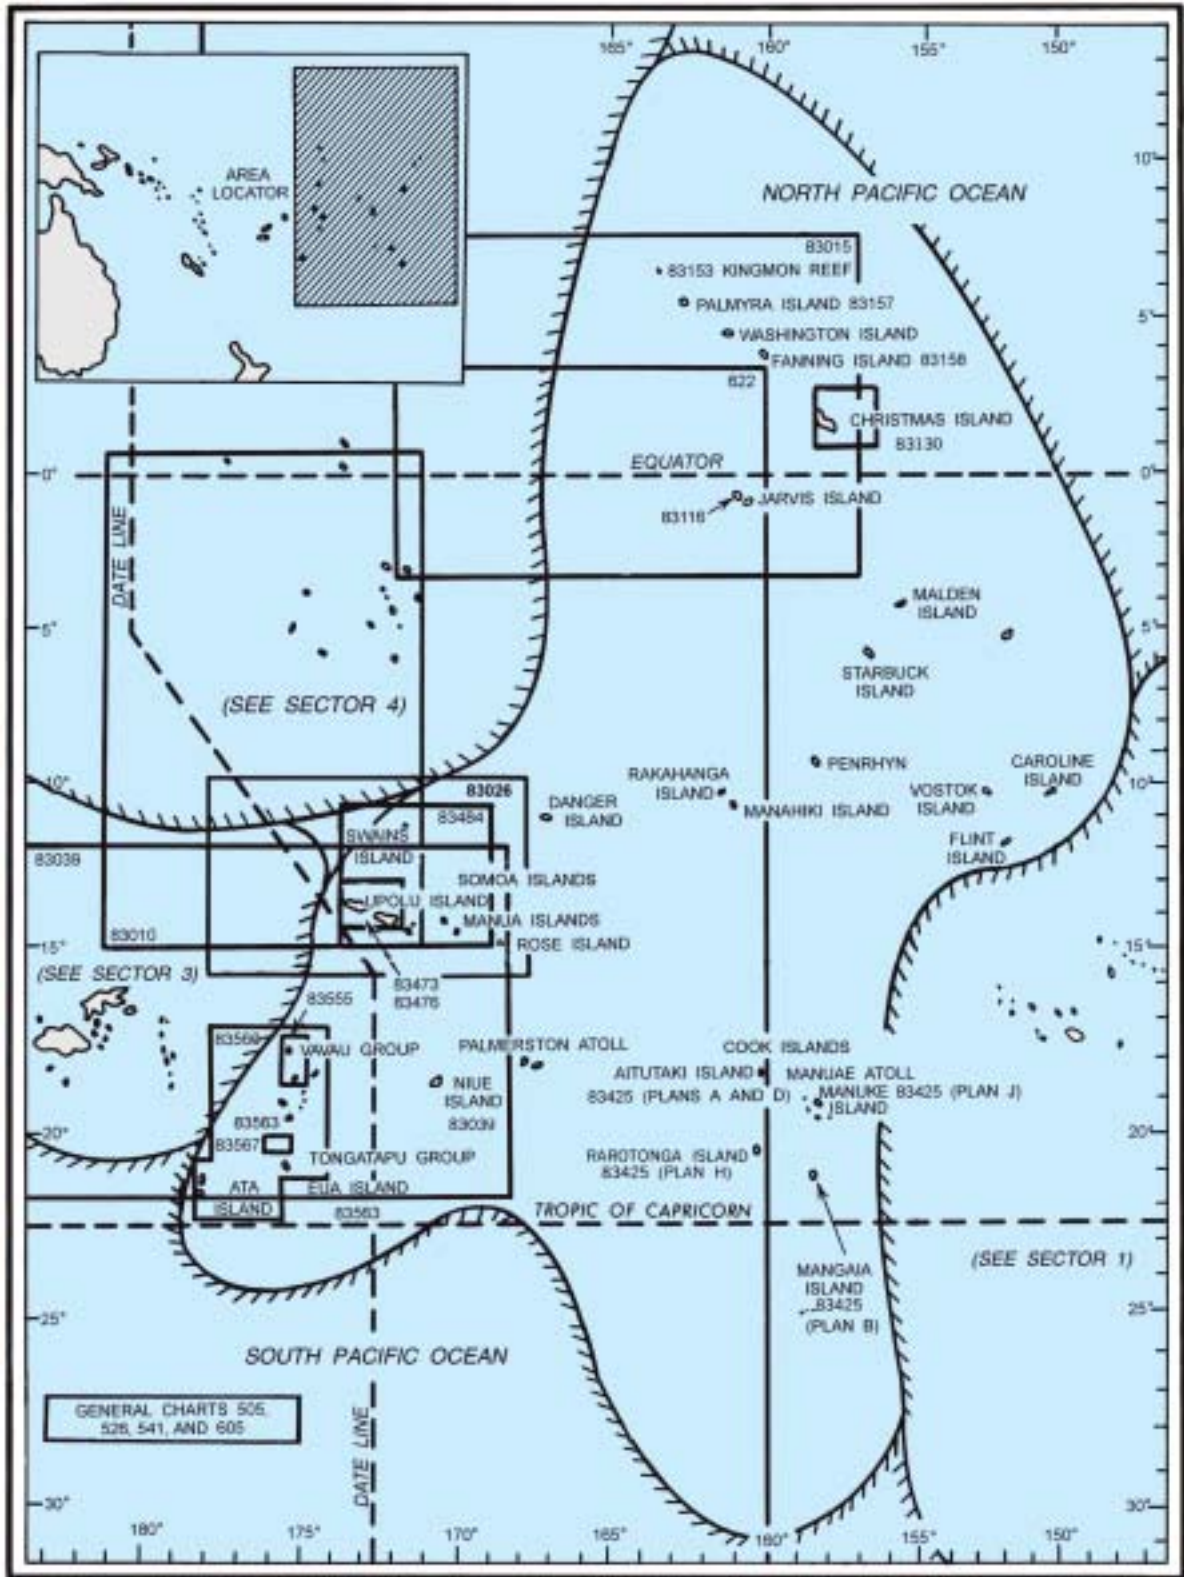 165°
160°
155°
150°
AREA
LOCATOR
10°
10°
NORTH PACIFIC OCEAN
83015
83153 KINGMON REEF
PALMYRA ISLAND 83157
5°
WASHINGTON ISLAND
FANNING ISLAND 83158
622
CHRISTMAS ISLAND
83130
0°
EQUATOR
0°
JARVIS ISLAND
83116
DATE LINE
MALDEN
ISLAND
5°
5°
STARBUCK
ISLAND
(SEE SECTOR 4)
PENRHYN
CAROLINE
ISLAND
RAKAHANGA
ISLAND
10°
10°
83026
DANGER
ISLAND
MANAHIKI ISLAND
VOSTOK
ISLAND
83484
SWAINS
ISLAND
FLINT
ISLAND
83039
SOMOA ISLANDS
UPOLU ISLAND
MANUA ISLANDS
83010
15°
ROSE ISLAND
15°
(SEE SECTOR 3)
83473
83476
83555
83560
VAVAU GROUP
PALMERSTON ATOLL
COOK ISLANDS
AITUTAKI ISLAND
MANUAE ATOLL
NIUE
ISLAND
83425 (PLANS A AND D)
MANUKE 83425 (PLAN J)
ISLAND
83563
83039
20°
83567
20°
TONGATAPU GROUP
RAROTONGA ISLAND
83425 (PLAN H)
ATA
ISLAND
EUA ISLAND
83563
TROPIC OF CAPRICORN
(SEE SECTOR 1)
MANGAIA
ISLAND
83425
(PLAN B)
25°
25°
SOUTH PACIFIC OCEAN
GENERAL CHARTS 505,
526, 541, AND 605
DATE LINE
30°
30°
180°
175°
170°
165°
160°
155°
150°